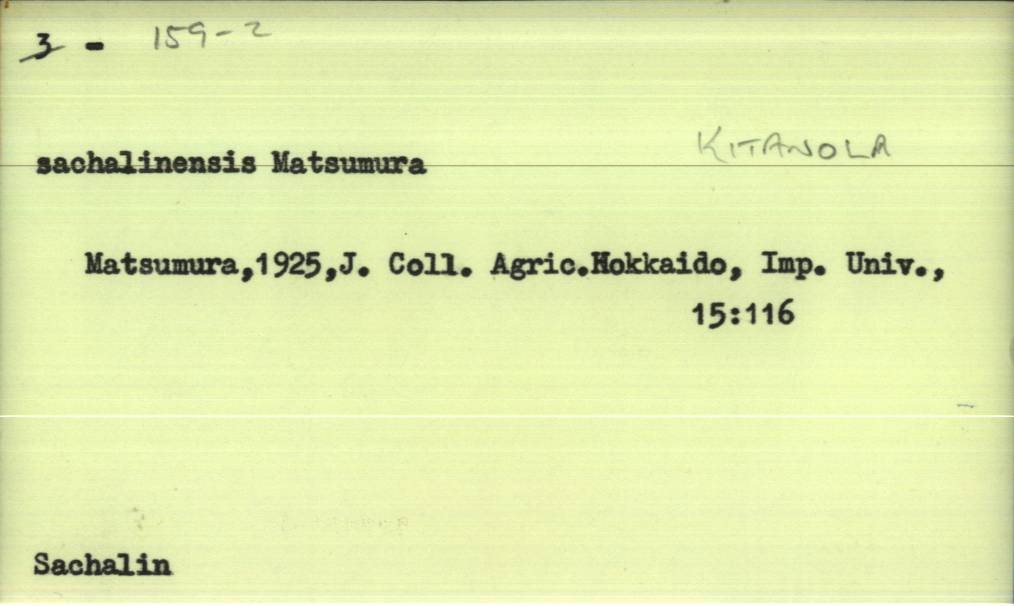 3 - 159-2
KITANOLA
sachalinensis Matsumura
Matsumura,1925,J. Coll. Agric.Hokkaido, Imp. Univ.,
15:116
Sachalin